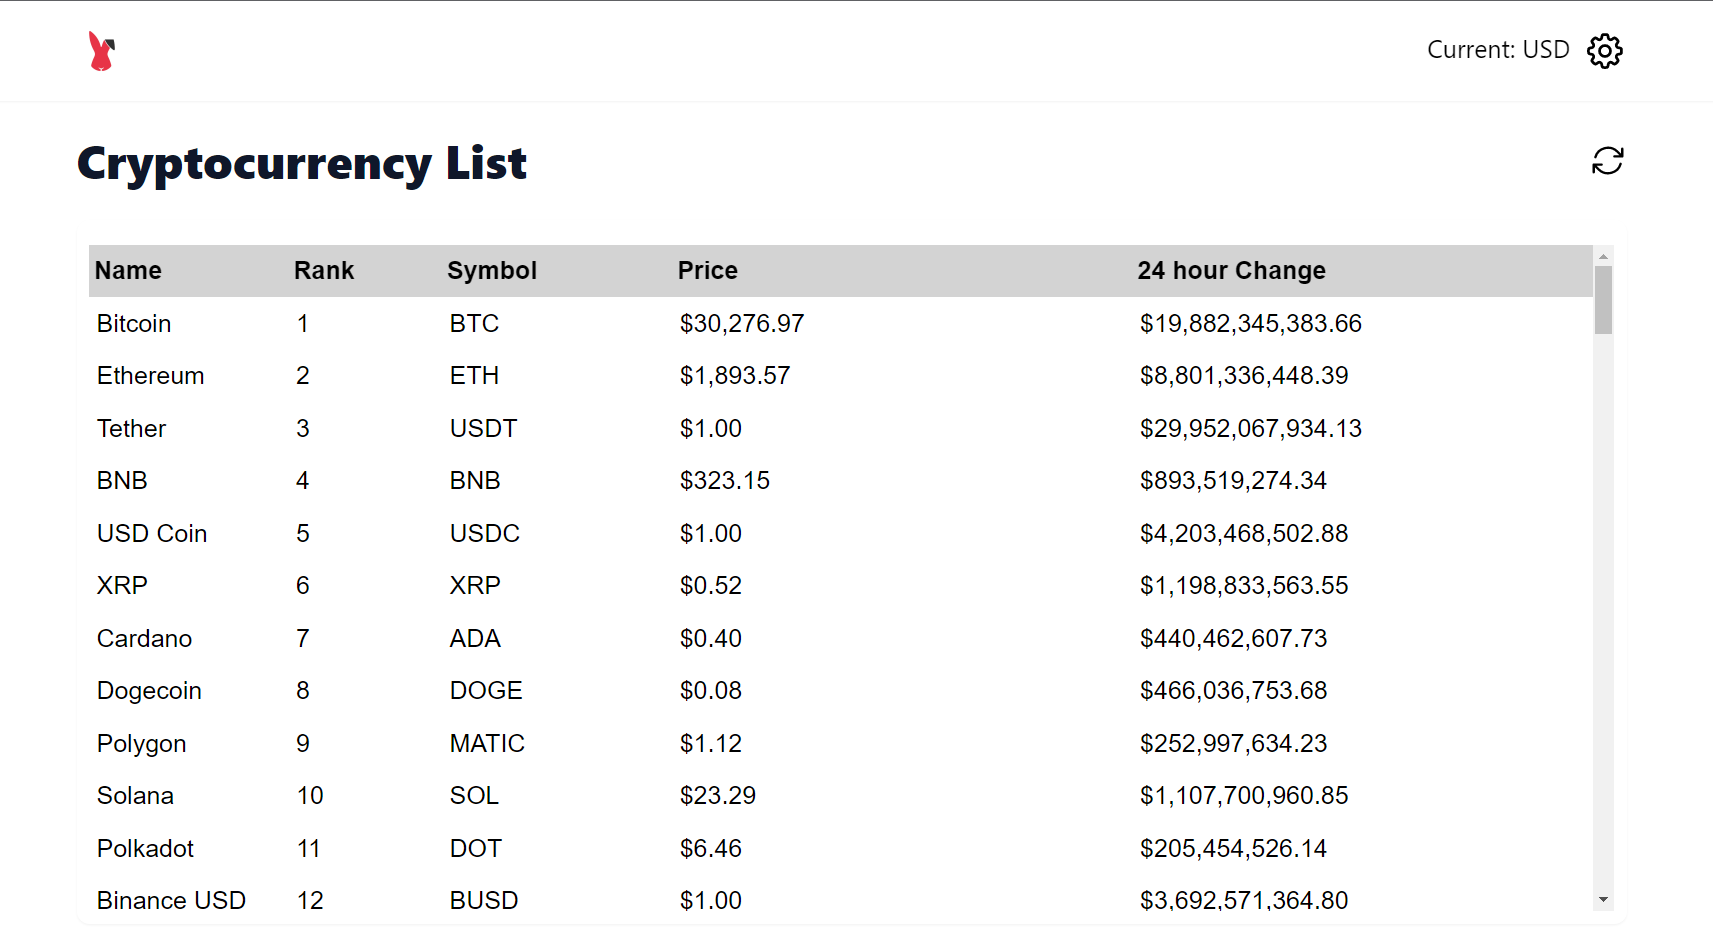 Current: USD
Cryptocurrency List
Name Rank Symbol Price 24 hour Change
Bitcoin 1 BTC $30,276.97 $19,882,345,383.66
Ethereum 2 ETH $1,893.57 $8,801,336,448.39
Tether 3 USDT $1.00 $29,952,067,934.13
BNB 4 BNB $323.15 $893,519,274.34
USD Coin 5 USDC $1.00 $4,203,468,502.88
XRP 6 XRP $0.52 $1,198,833,563.55
Cardano 7 ADA $0.40 $440,462,607.73
Dogecoin 8 DOGE $0.08 $466,036,753.68
Polygon 9 MATIC $1.12 $252,997,634.23
Solana 10 SOL $23.29 $1,107,700,960.85
Polkadot 11 DOT $6.46 $205,454,526.14
Binance USD 12 BUSD $1.00 $3,692,571,364.80